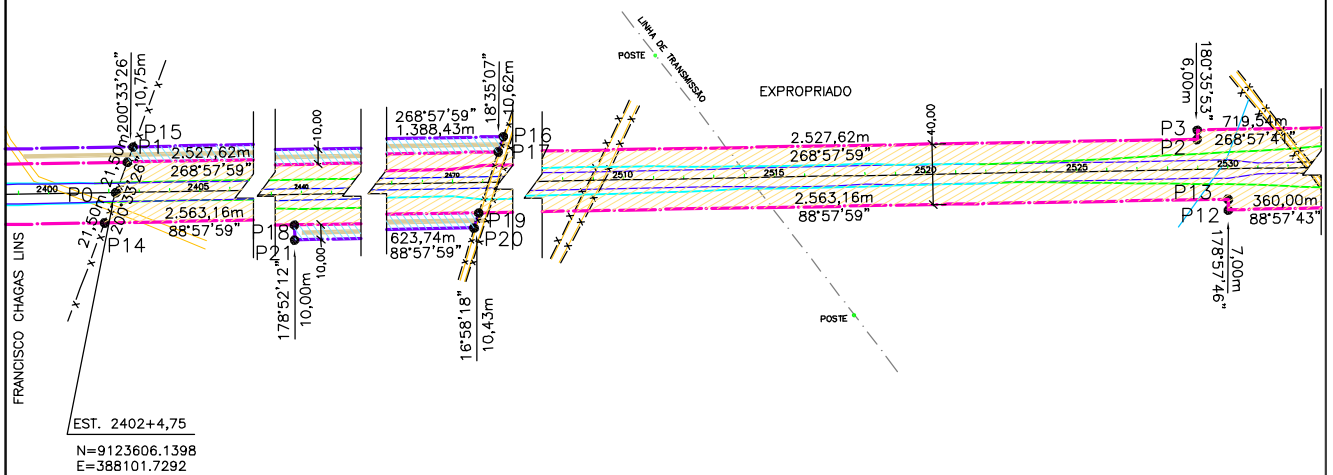 FRANCISCO CHAGAS LINS
200°33'26"
10,75m
P15
P1
21,50m
200°33'26"
P0
21,50m
P14
2.527,62m
268°57'59"
2400
2405
2.563,16m
88°57'59"
EST. 2402+4,75
N=9123606.1398
E=388101.7292
10,00
2440
P18
P21
10,00
178°52'12"
10,00m
268°57'59"
1.388,43m
18°35'07"
10,62m
P16
P17
2470
P19
P20
623,74m
88°57'59"
16°58'18"
10,43m
LINHA DE TRANSMISSÃO
POSTE
EXPROPRIADO
2.527,62m
268°57'59"
40,00
2510
2515
2520
2525
2530
2.563,16m
88°57'59"
POSTE
180°35'53"
6,00m
P3
P2
719,54m
268°57'41"
P13
P12
360,00m
88°57'43"
7,00m
178°57'46"